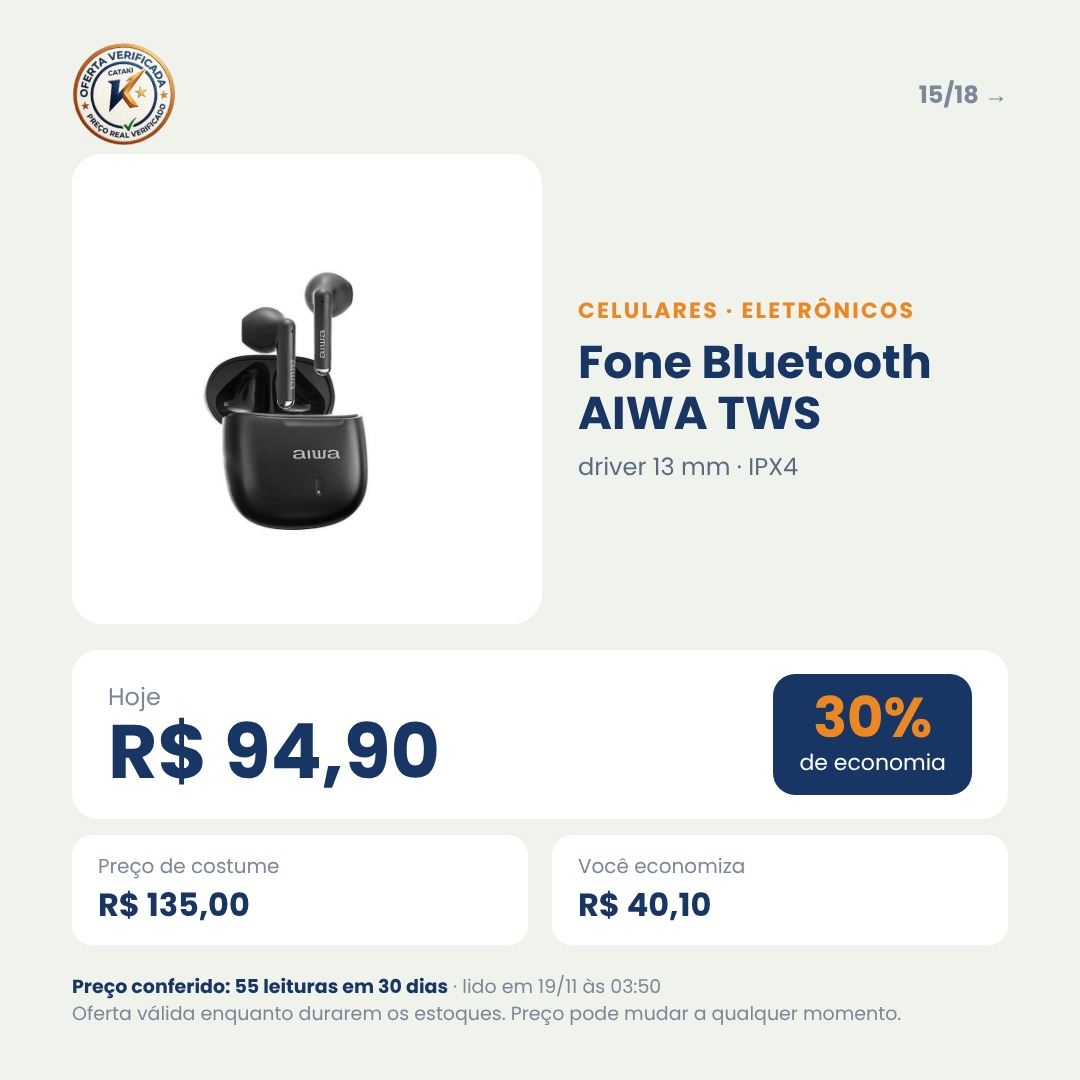 OFERTA VERIFICADA
CATAKI
K
PREÇO REAL VERIFICADO
15/18 →
aiwa
aiwa
aiwa
CELULARES · ELETRÔNICOS
Fone Bluetooth
AIWA TWS
driver 13 mm · IPX4
Hoje
R$ 94,90
30%
de economia
Preço de costume
R$ 135,00
Você economiza
R$ 40,10
Preço conferido: 55 leituras em 30 dias · lido em 19/11 às 03:50
Oferta válida enquanto durarem os estoques. Preço pode mudar a qualquer momento.